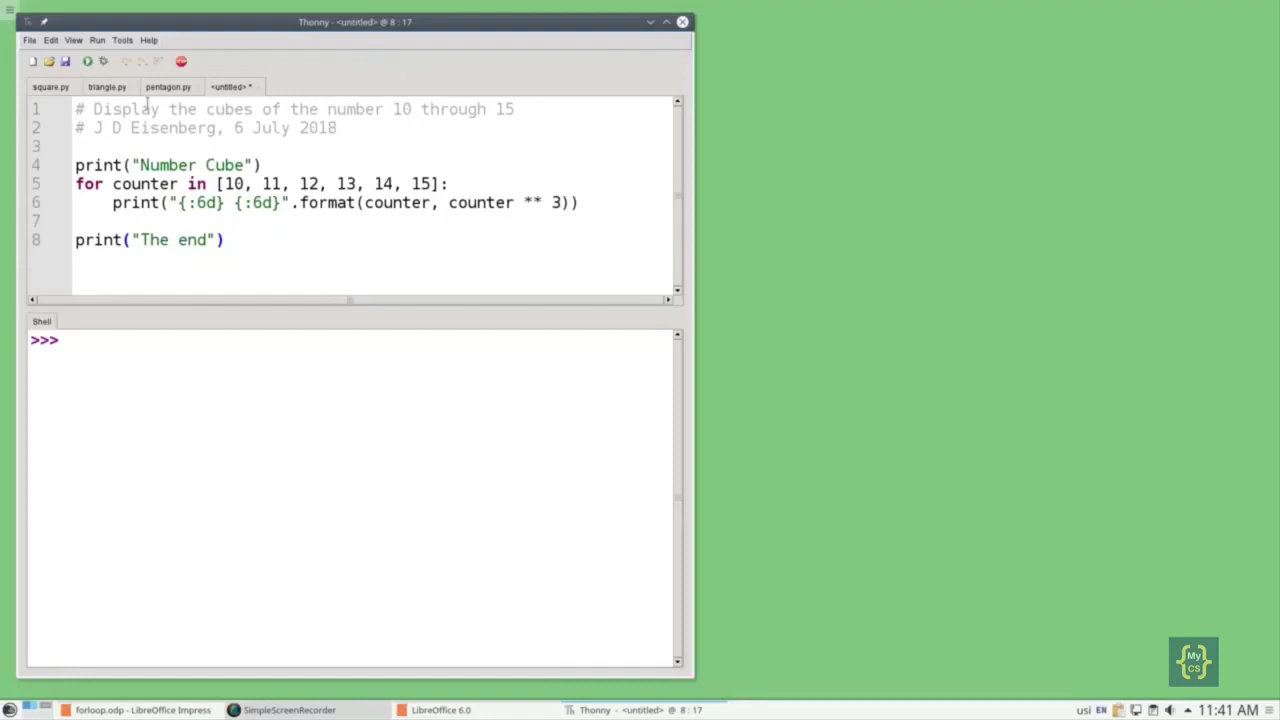 Thonny - <untitled> @ 8 : 17
File Edit View Run Tools Help
square.py triangle.py pentagon.py <untitled> *
1 # Display the cubes of the number 10 through 15
2 # J D Eisenberg, 6 July 2018
3
4 print("Number Cube")
5 for counter in [10, 11, 12, 13, 14, 15]:
6     print("{:6d} {:6d}".format(counter, counter ** 3))
7
8 print("The end")
Shell
>>>
{My CS}
forloop.odp - LibreOffice Impress SimpleScreenRecorder LibreOffice 6.0 Thonny - <untitled> @ 8 : 17 usi EN 11:41 AM